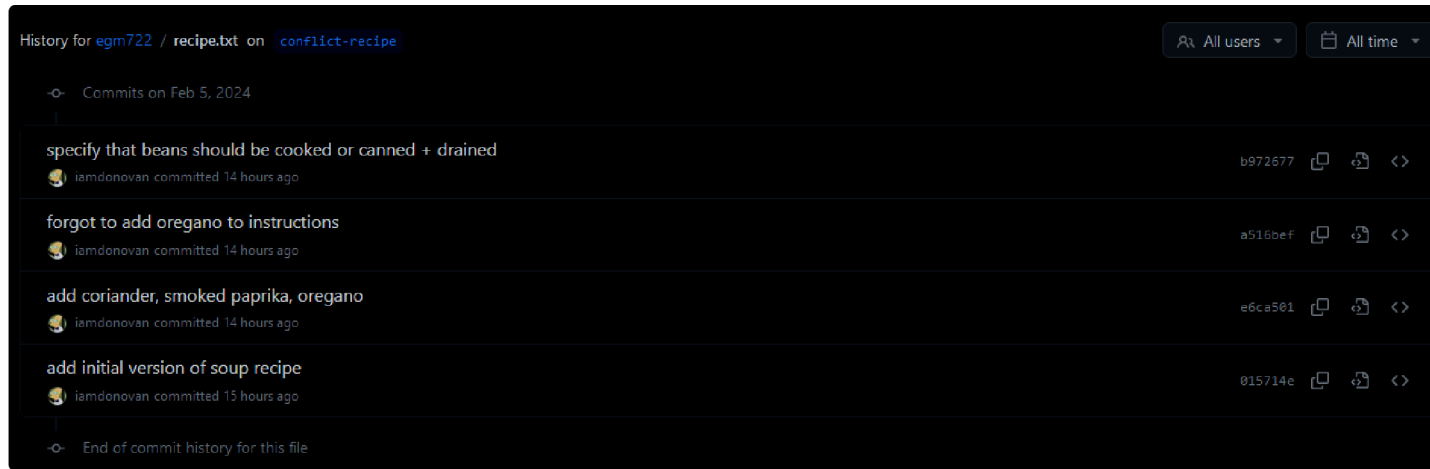 History for egm722 / recipe.txt on conflict-recipe
All users
All time
Commits on Feb 5, 2024
specify that beans should be cooked or canned + drained
iamdonovan committed 14 hours ago
b972677
forgot to add oregano to instructions
iamdonovan committed 14 hours ago
a516bef
add coriander, smoked paprika, oregano
iamdonovan committed 14 hours ago
e6ca501
add initial version of soup recipe
iamdonovan committed 15 hours ago
015714e
End of commit history for this file